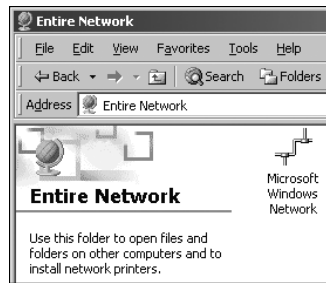 Entire Network
File Edit View Favorites Tools Help
Back Search Folders
Address Entire Network
Entire Network
Microsoft
Windows
Network
Use this folder to open files and
folders on other computers and to
install network printers.